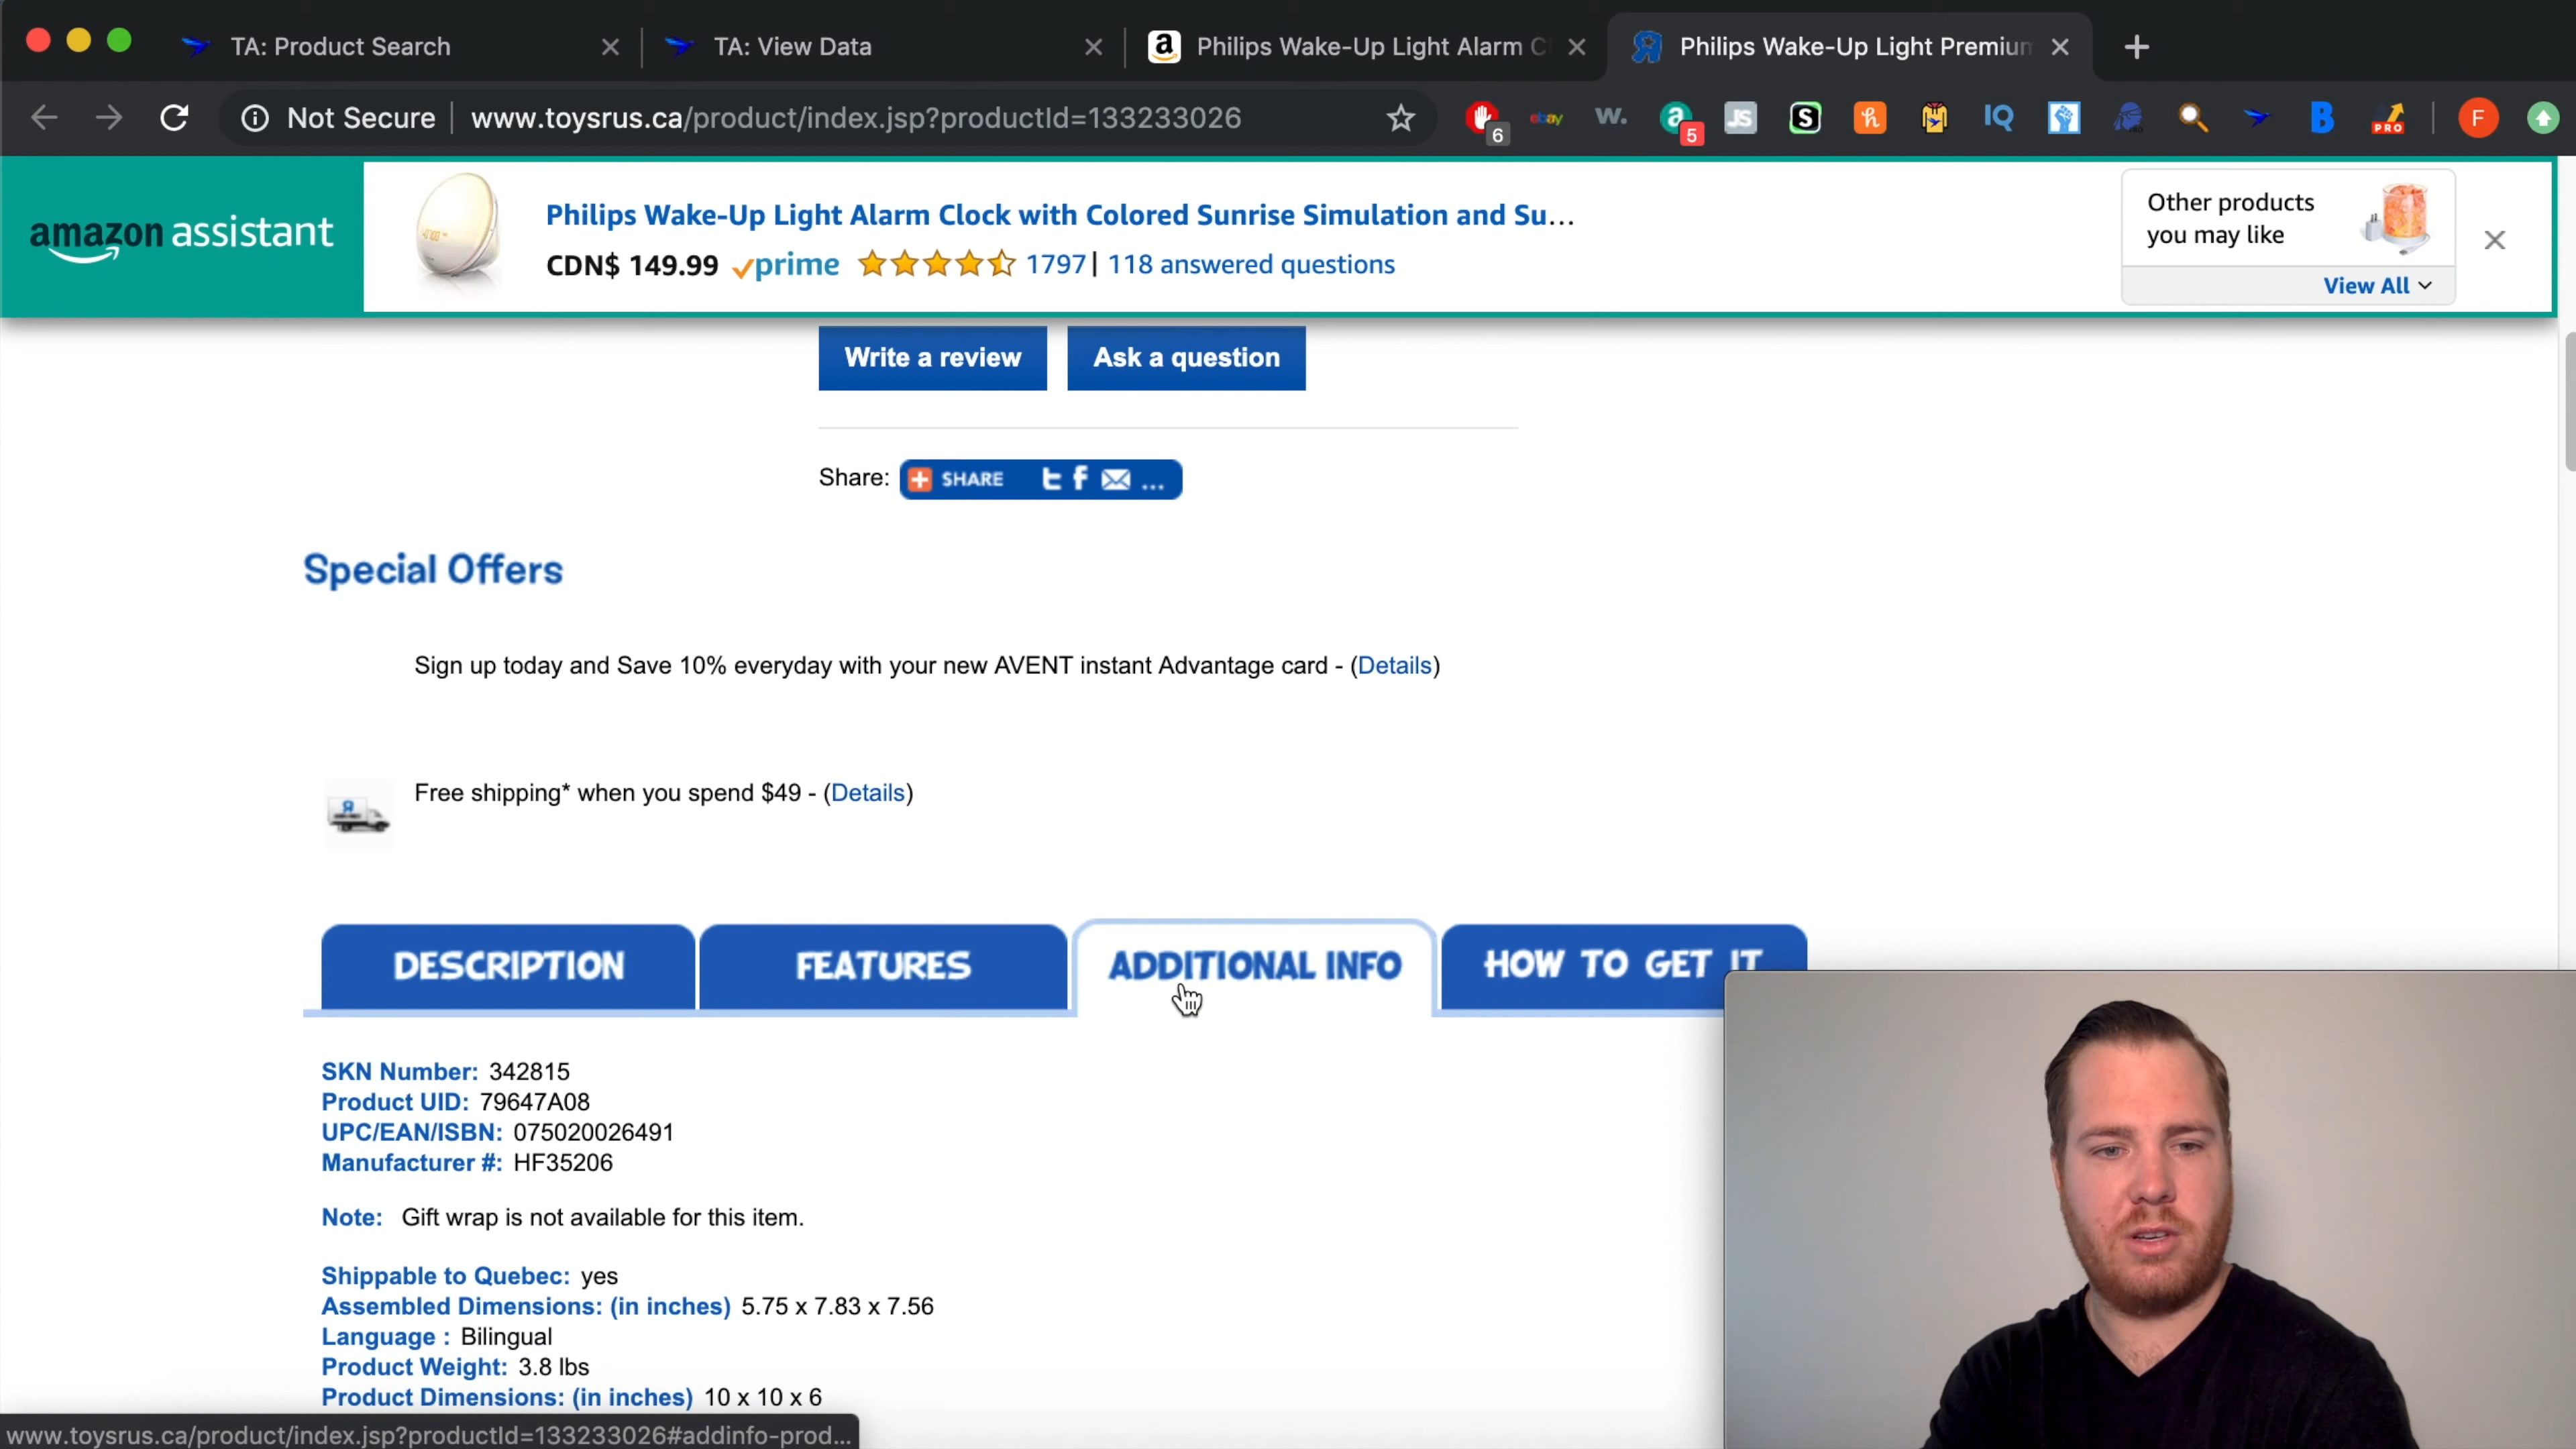 TA: Product Search
TA: View Data
Philips Wake-Up Light Alarm C
Philips Wake-Up Light Premium
Not Secure
www.toysrus.ca/product/index.jsp?productId=133233026
6
ebay
W.
a
5
JS
S
h
IQ
B
PRO
F
amazon assistant
Philips Wake-Up Light Alarm Clock with Colored Sunrise Simulation and Su...
CDN$ 149.99 prime 1797 | 118 answered questions
Other products
you may like
View All
Write a review
Ask a question
Share: SHARE ...
Special Offers
Sign up today and Save 10% everyday with your new AVENT instant Advantage card - (Details)
Free shipping* when you spend $49 - (Details)
DESCRIPTION
FEATURES
ADDITIONAL INFO
HOW TO GET IT
SKN Number: 342815
Product UID: 79647A08
UPC/EAN/ISBN: 075020026491
Manufacturer #: HF35206
Note: Gift wrap is not available for this item.
Shippable to Quebec: yes
Assembled Dimensions: (in inches) 5.75 x 7.83 x 7.56
Language : Bilingual
Product Weight: 3.8 lbs
Product Dimensions: (in inches) 10 x 10 x 6
www.toysrus.ca/product/index.jsp?productId=133233026#addinfo-prod...